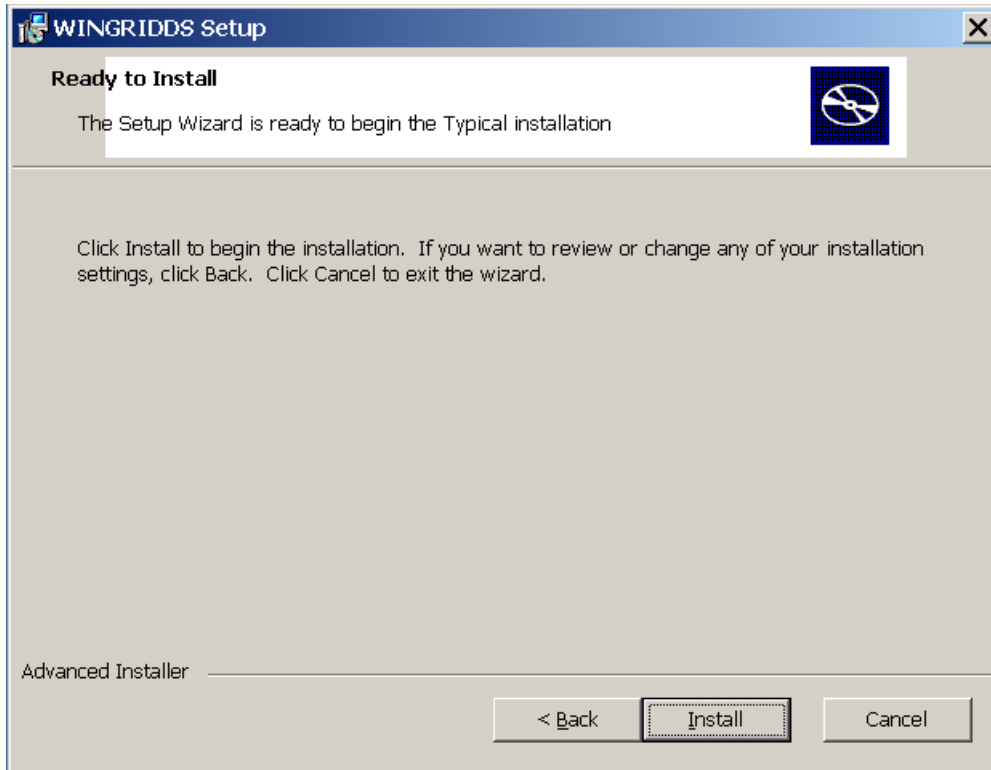 WINGRIDDS Setup
Ready to Install
The Setup Wizard is ready to begin the Typical installation
Click Install to begin the installation.  If you want to review or change any of your installation
settings, click Back.  Click Cancel to exit the wizard.
Advanced Installer
< Back
Install
Cancel